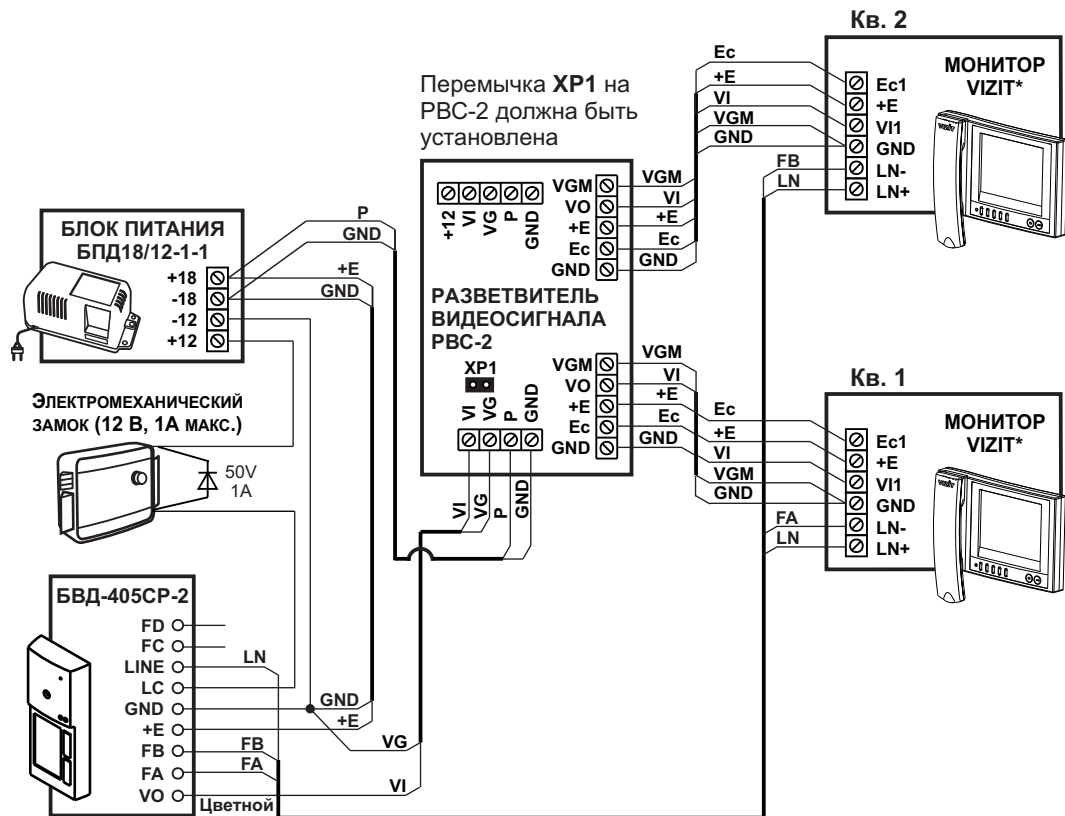 Кв. 2
МОНИТОР
VIZIT*
Ec
+E
VI
VGM
GND
FB
LN
Ec1
+E
VI1
GND
LN-
LN+
VIZIT
Перемычка XP1 на
РВС-2 должна быть
установлена
+12
VI
VG
P
GND
VGM
VO
+E
Ec
GND
VGM
VI
+E
Ec
GND
РАЗВЕТВИТЕЛЬ
ВИДЕОСИГНАЛА
РВС-2
XP1
VI
VG
P
GND
VGM
VO
+E
Ec
GND
VGM
VI
+E
Ec
GND
VI
VG
P
GND
БЛОК ПИТАНИЯ
БПД18/12-1-1
+18
-18
-12
+12
P
GND
+E
GND
ЭЛЕКТРОМЕХАНИЧЕСКИЙ
ЗАМОК (12 В, 1А МАКС.)
50V
1A
Кв. 1
МОНИТОР
VIZIT*
Ec
+E
VI
VGM
GND
FA
LN
Ec1
+E
VI1
GND
LN-
LN+
VIZIT
БВД-405CP-2
FD
FC
LINE
LC
GND
+E
FB
FA
VO
LN
GND
+E
VG
FB
FA
VI
Цветной